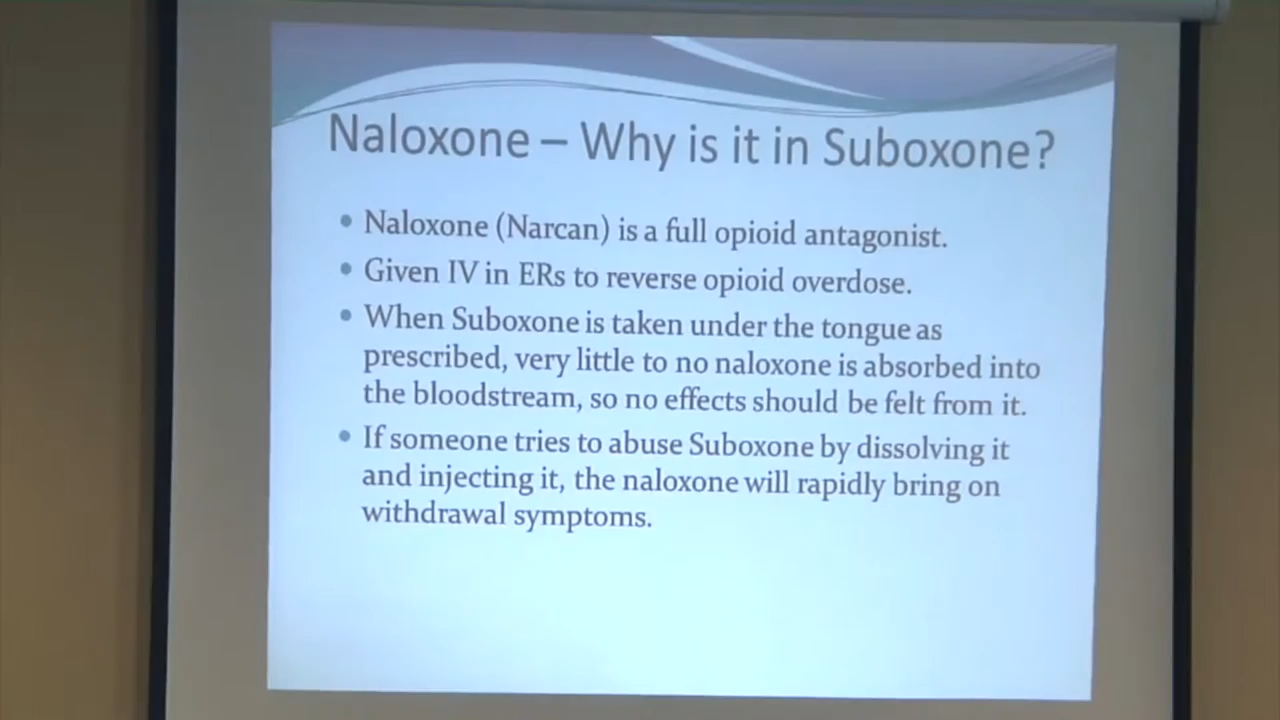 Naloxone – Why is it in Suboxone?
• Naloxone (Narcan) is a full opioid antagonist.
• Given IV in ERs to reverse opioid overdose.
• When Suboxone is taken under the tongue as
prescribed, very little to no naloxone is absorbed into
the bloodstream, so no effects should be felt from it.
• If someone tries to abuse Suboxone by dissolving it
and injecting it, the naloxone will rapidly bring on
withdrawal symptoms.